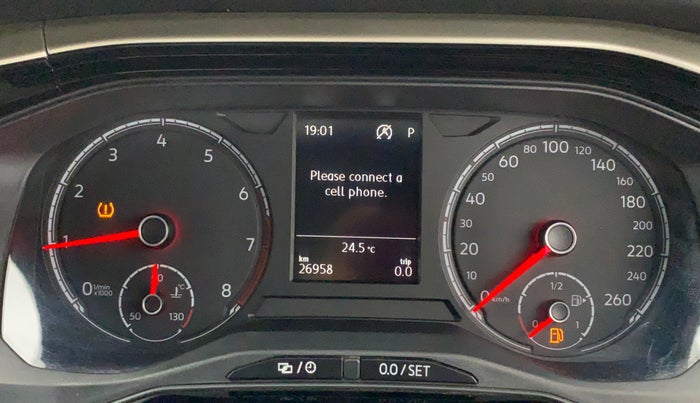 0 1 2 3 4 5 6 7 8
l/min
x1000
50 130
°C
19:01 P
Please connect a
cell phone.
24.5 °C
km trip
26958 0.0
0 10 20 30 40 50 60 80 100 120 140 160 180 200 220 240 260
km/h
0 1/2 1
0.0 / SET